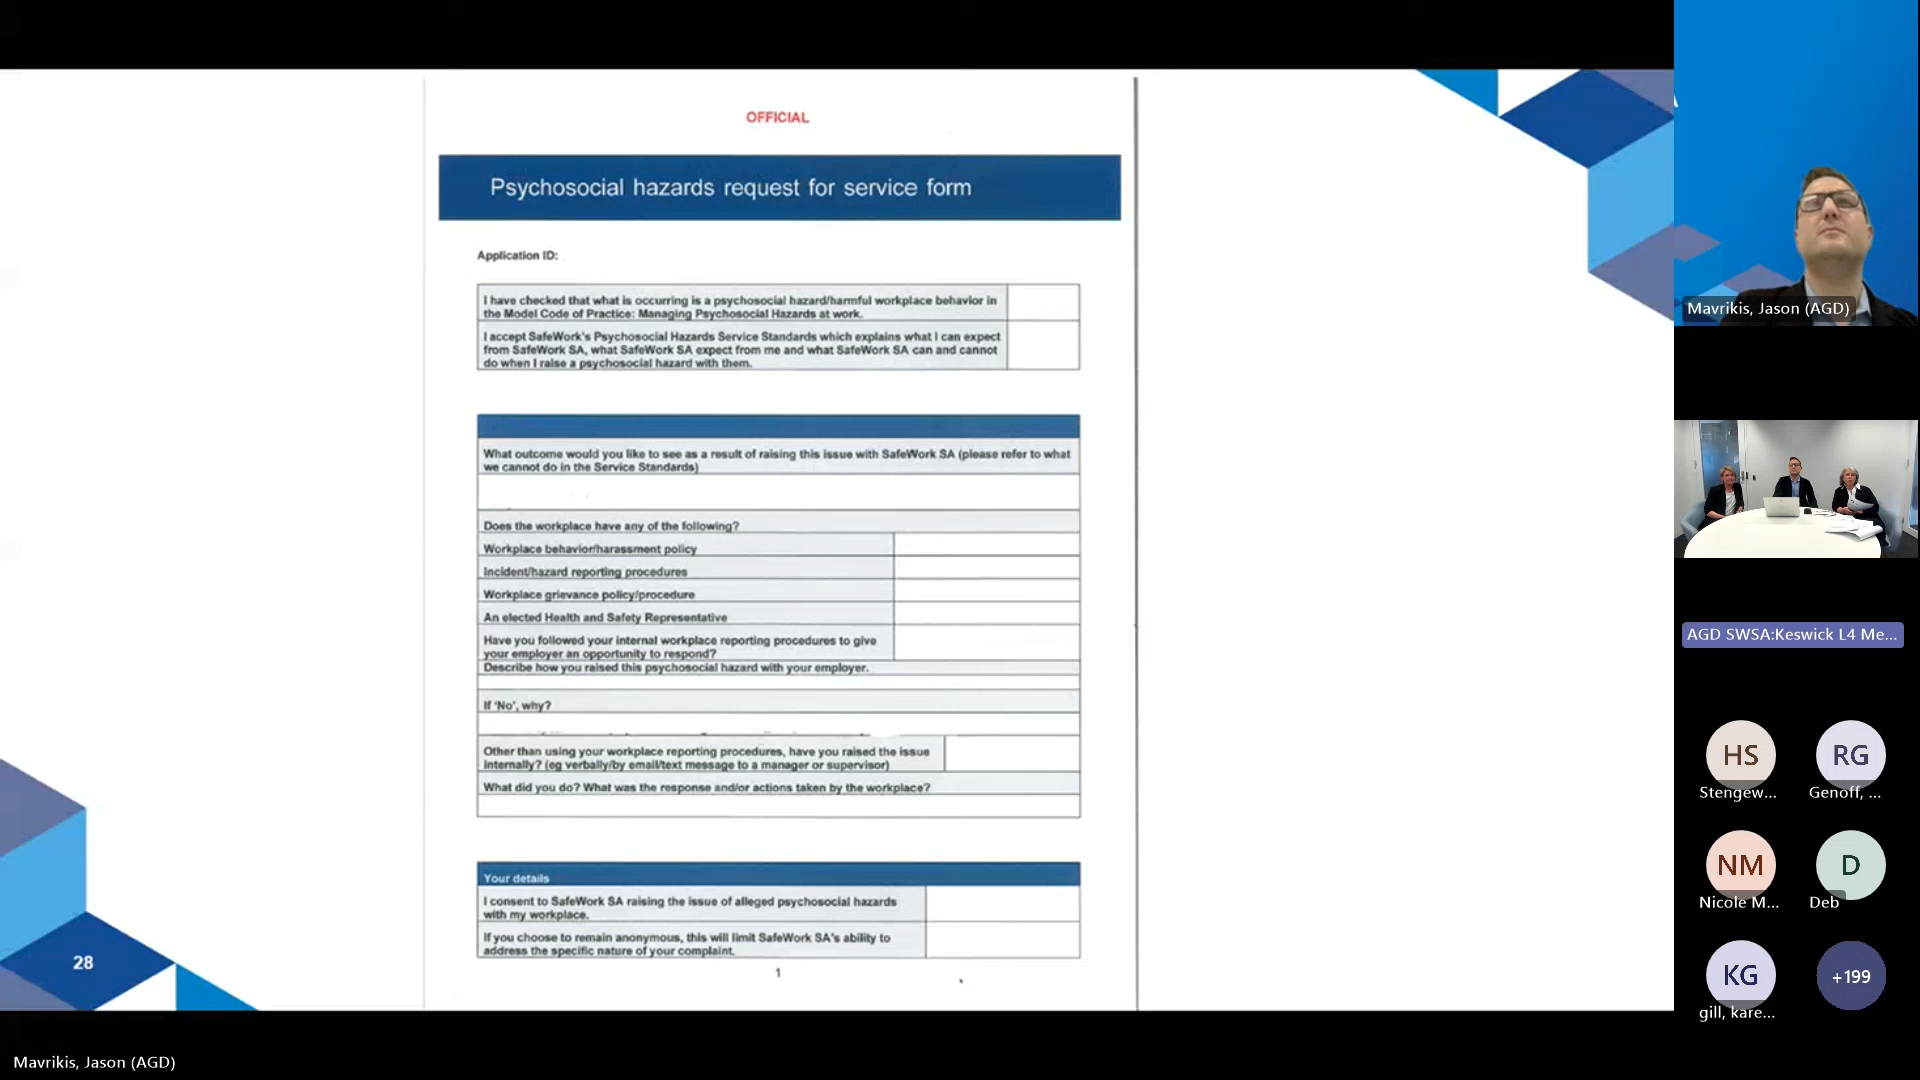 OFFICIAL
Psychosocial hazards request for service form
Application ID:
I have checked that what is occurring is a psychosocial hazard/harmful workplace behavior in
the Model Code of Practice: Managing Psychosocial Hazards at work.
I accept SafeWork's Psychosocial Hazards Service Standards which explains what I can expect
from SafeWork SA, what SafeWork SA expect from me and what SafeWork SA can and cannot
do when I raise a psychosocial hazard with them.
What outcome would you like to see as a result of raising this issue with SafeWork SA (please refer to what
we cannot do in the Service Standards)
Does the workplace have any of the following?
Workplace behavior/harassment policy
Incident/hazard reporting procedures
Workplace grievance policy/procedure
An elected Health and Safety Representative
Have you followed your internal workplace reporting procedures to give
your employer an opportunity to respond?
Describe how you raised this psychosocial hazard with your employer.
If 'No', why?
Other than using your workplace reporting procedures, have you raised the issue
internally? (eg verbally/by email/text message to a manager or supervisor)
What did you do? What was the response and/or actions taken by the workplace?
Your details
I consent to SafeWork SA raising the issue of alleged psychosocial hazards
with my workplace.
If you choose to remain anonymous, this will limit SafeWork SA's ability to
address the specific nature of your complaint.
1
28
Mavrikis, Jason (AGD)
Mavrikis, Jason (AGD)
AGD SWSA:Keswick L4 Me...
HS
Stengew...
RG
Genoff, ...
NM
Nicole M...
D
Deb
KG
gill, kare...
+199